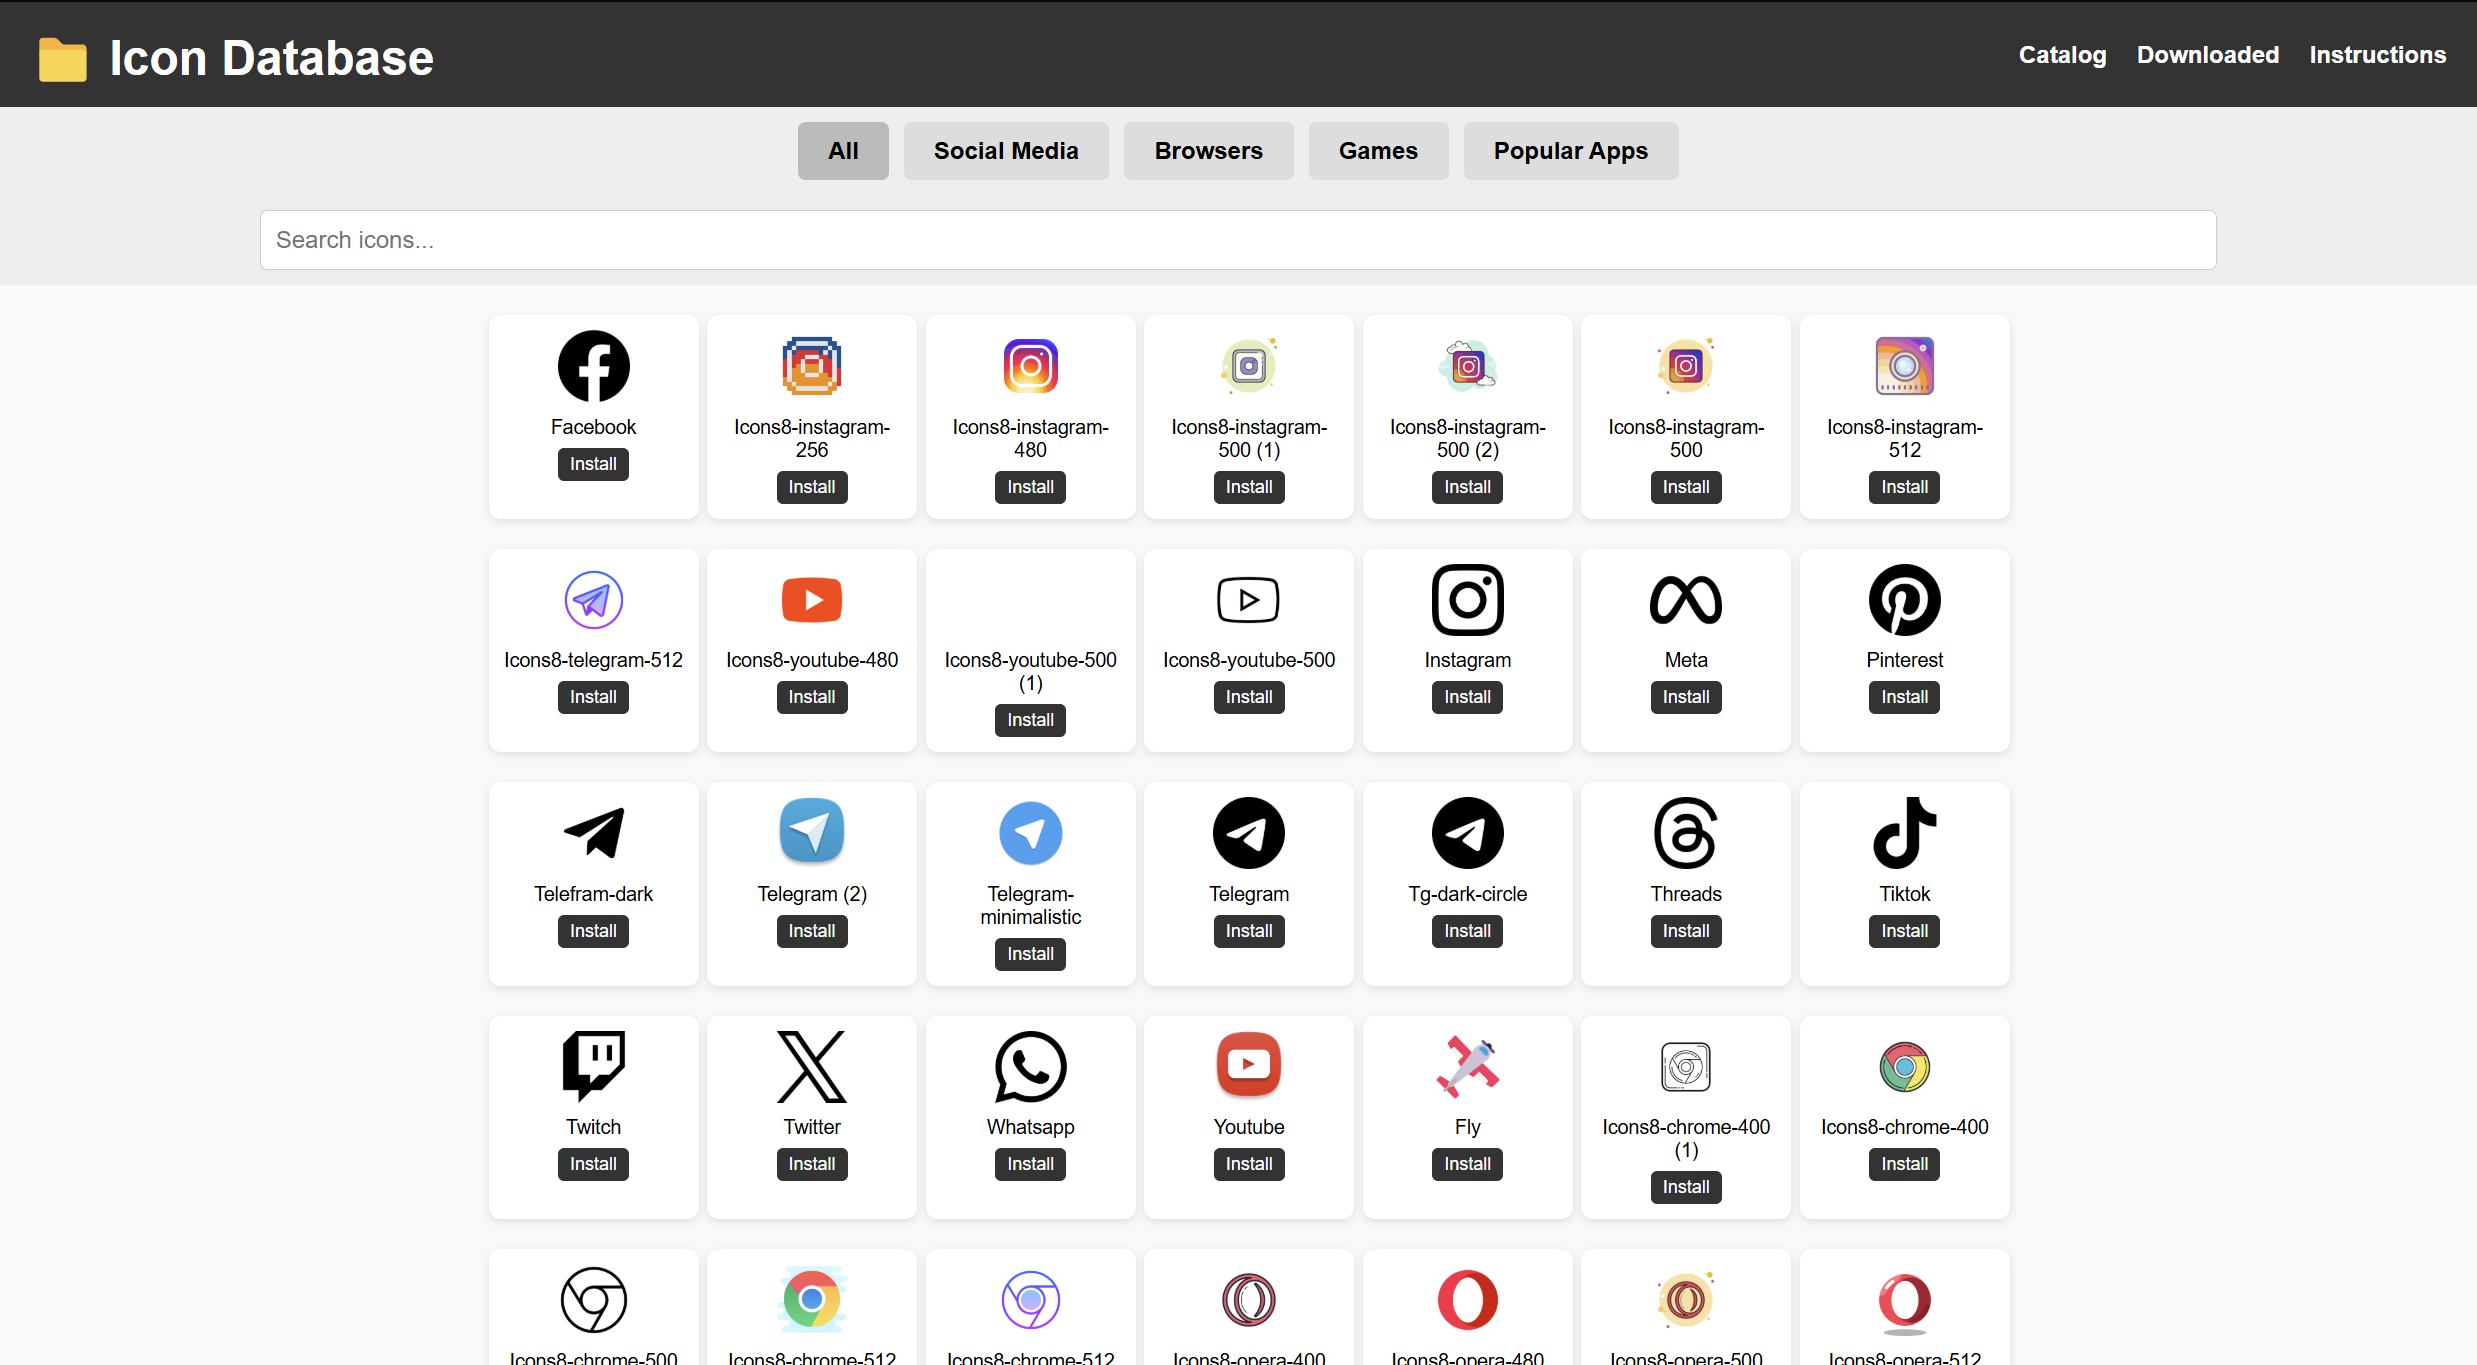 Icon Database
Catalog Downloaded Instructions
All Social Media Browsers Games Popular Apps
Search icons...
Facebook
Install
Icons8-instagram-
256
Install
Icons8-instagram-
480
Install
Icons8-instagram-
500 (1)
Install
Icons8-instagram-
500 (2)
Install
Icons8-instagram-
500
Install
Icons8-instagram-
512
Install
Icons8-telegram-512
Install
Icons8-youtube-480
Install
Icons8-youtube-500
(1)
Install
Icons8-youtube-500
Install
Instagram
Install
Meta
Install
Pinterest
Install
Telefram-dark
Install
Telegram (2)
Install
Telegram-
minimalistic
Install
Telegram
Install
Tg-dark-circle
Install
Threads
Install
Tiktok
Install
Twitch
Install
Twitter
Install
Whatsapp
Install
Youtube
Install
Fly
Install
Icons8-chrome-400
(1)
Install
Icons8-chrome-400
Install
Icons8-chrome-500
Icons8-chrome-512
Icons8-chrome-512
Icons8-opera-400
Icons8-opera-480
Icons8-opera-500
Icons8-opera-512